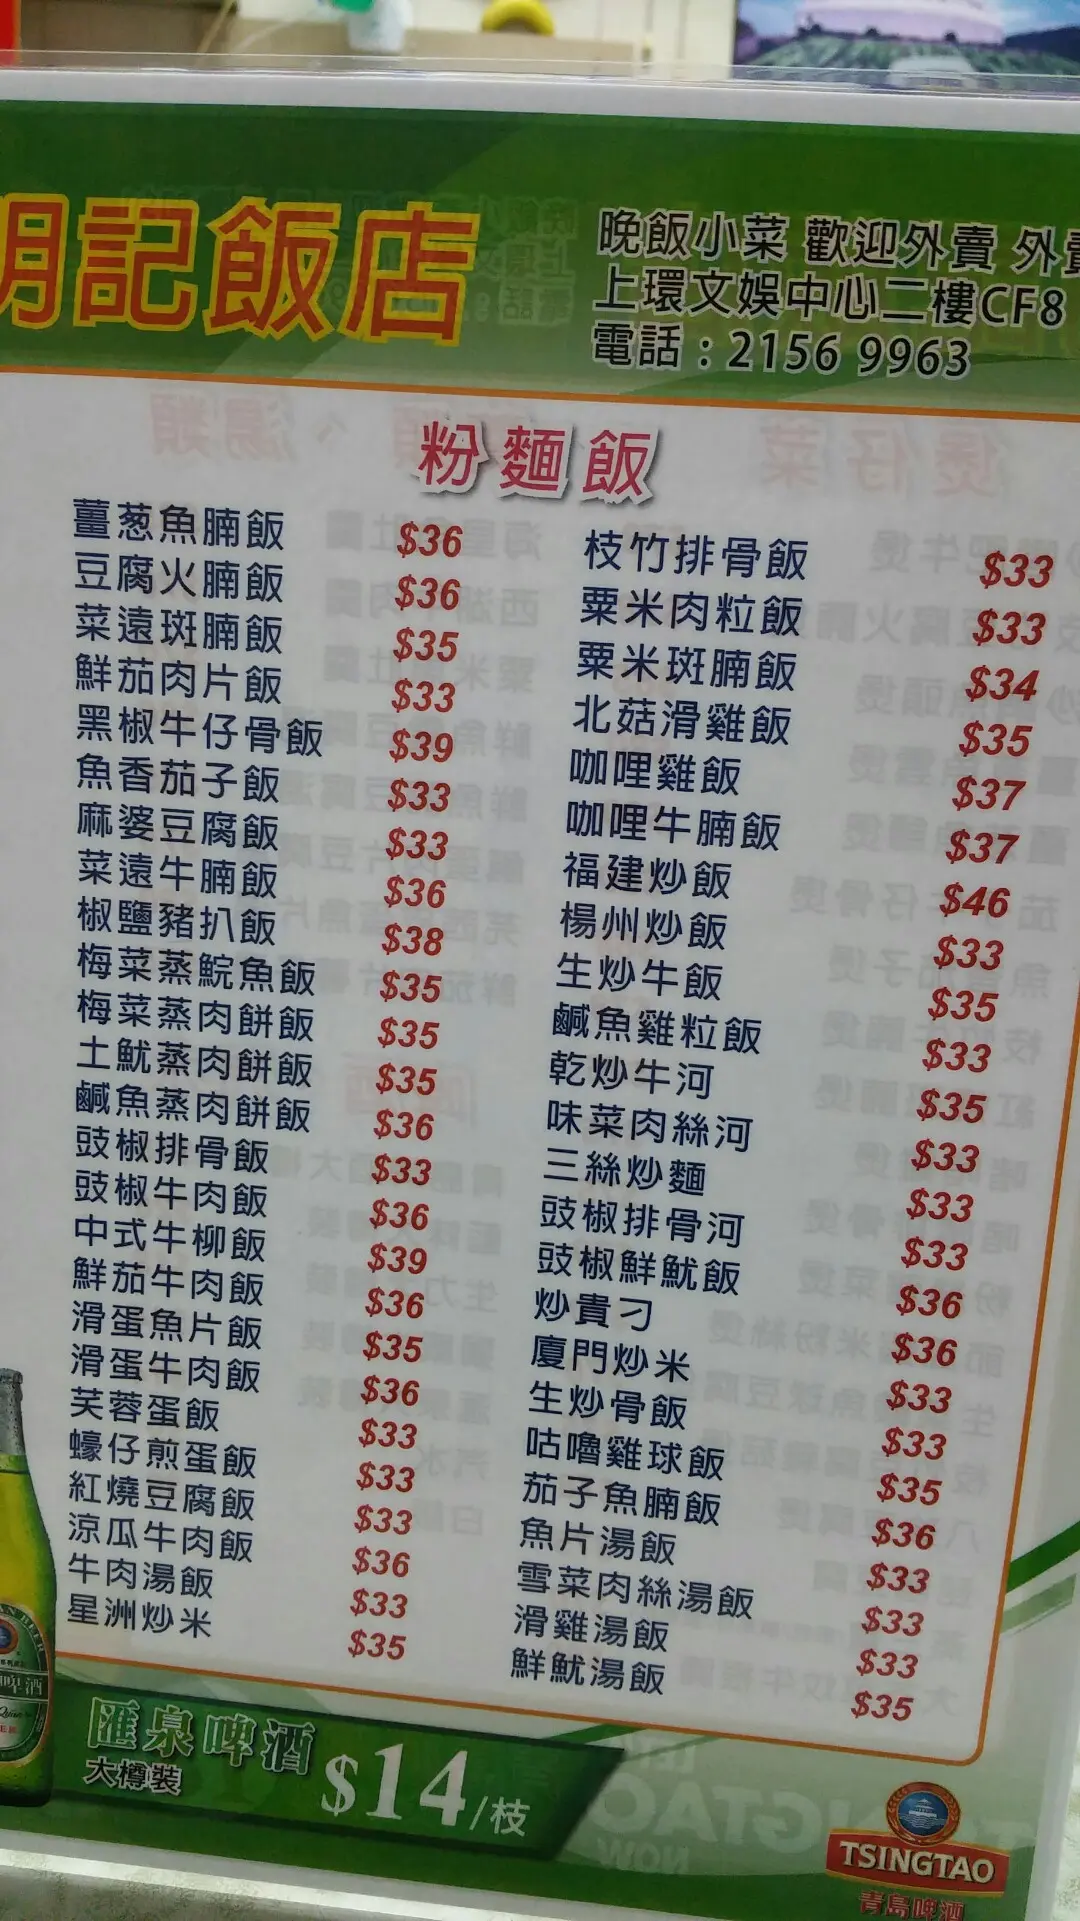 明記飯店
晚飯小菜 歡迎外賣 外賣
上環文娛中心二樓CF8
電話：2156 9963
粉麵飯
薑葱魚腩飯 $36
豆腐火腩飯 $36
菜遠斑腩飯 $35
鮮茄肉片飯 $33
黑椒牛仔骨飯 $39
魚香茄子飯 $33
麻婆豆腐飯 $33
菜遠牛腩飯 $36
椒鹽豬扒飯 $38
梅菜蒸鯇魚飯 $35
梅菜蒸肉餅飯 $35
土魷蒸肉餅飯 $35
鹹魚蒸肉餅飯 $36
豉椒排骨飯 $33
豉椒牛肉飯 $36
中式牛柳飯 $39
鮮茄牛肉飯 $36
滑蛋魚片飯 $35
滑蛋牛肉飯 $36
芙蓉蛋飯 $33
蠔仔煎蛋飯 $33
紅燒豆腐飯 $33
涼瓜牛肉飯 $36
牛肉湯飯 $33
星洲炒米 $35
枝竹排骨飯 $33
粟米肉粒飯 $33
粟米斑腩飯 $34
北菇滑雞飯 $35
咖哩雞飯 $37
咖哩牛腩飯 $37
福建炒飯 $46
楊州炒飯 $33
生炒牛飯 $35
鹹魚雞粒飯 $33
乾炒牛河 $35
味菜肉絲河 $33
三絲炒麵 $33
豉椒排骨河 $33
豉椒鮮魷飯 $36
炒貴刁 $36
廈門炒米 $33
生炒骨飯 $33
咕嚕雞球飯 $35
茄子魚腩飯 $36
魚片湯飯 $33
雪菜肉絲湯飯 $33
滑雞湯飯 $33
鮮魷湯飯 $35
匯泉啤酒
大樽裝
$14/枝
TSINGTAO
青島啤酒